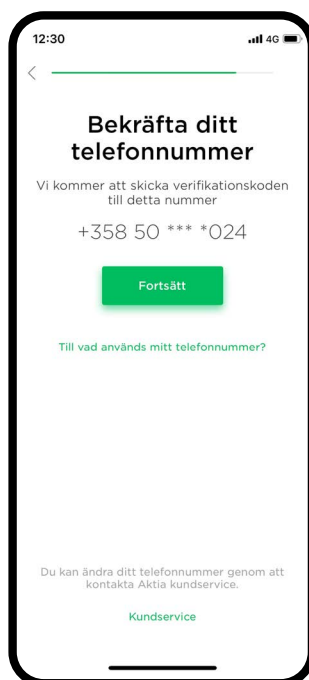 12:30
4G
Bekräfta ditt
telefonnummer
Vi kommer att skicka verifikationskoden
till detta nummer
+358 50 *** *024
Fortsätt
Till vad används mitt telefonnummer?
Du kan ändra ditt telefonnummer genom att
kontakta Aktia kundservice.
Kundservice